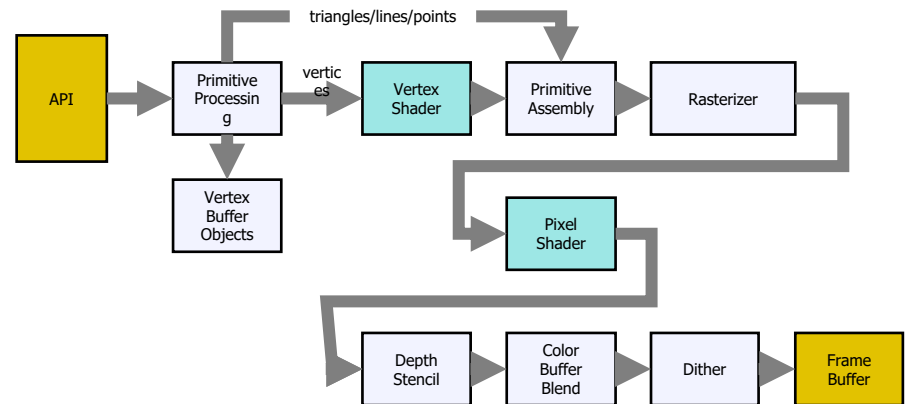 triangles/lines/points
API
Primitive
Processin
g
vertic
es
Vertex
Shader
Primitive
Assembly
Rasterizer
Vertex
Buffer
Objects
Pixel
Shader
Depth
Stencil
Color
Buffer
Blend
Dither
Frame
Buffer